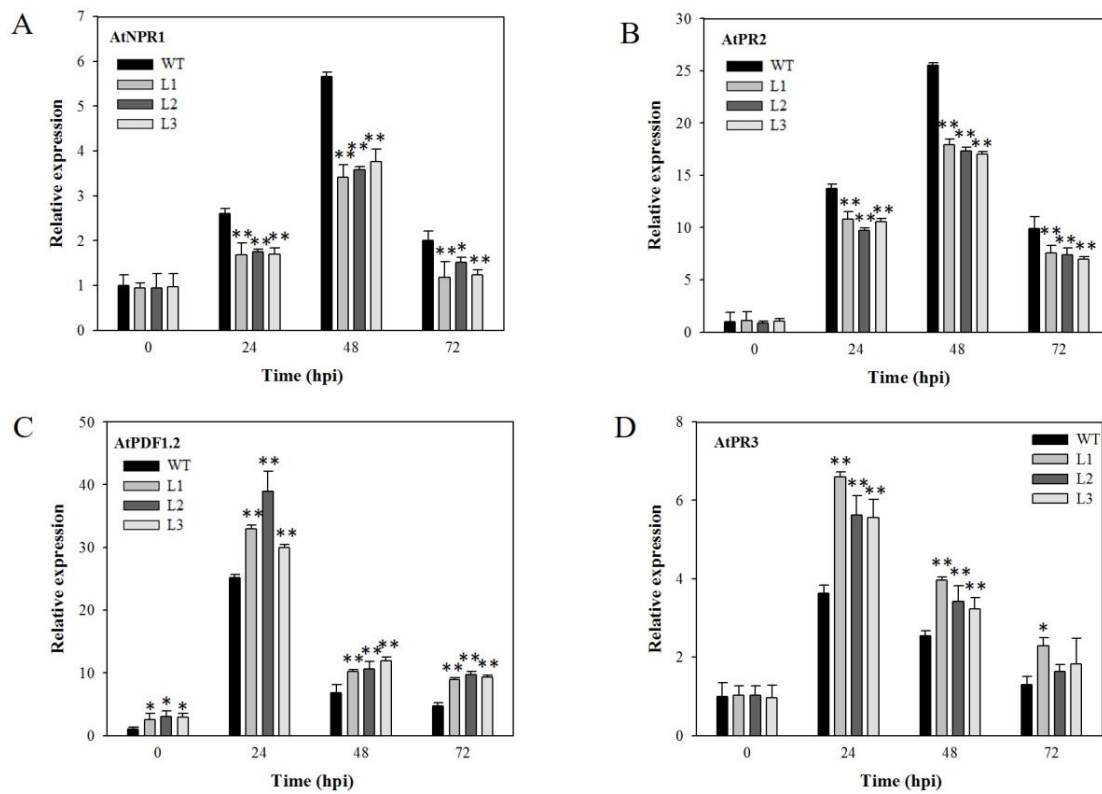 A
AtNPR1
WT
L1
L2
L3
Relative expression
7
6
5
4
3
2
1
0
** ** **
** ** **
** * **
0 24 48 72
Time (hpi)
B
AtPR2
WT
L1
L2
L3
Relative expression
30
25
20
15
10
5
0
** ** **
** ** **
** ** **
0 24 48 72
Time (hpi)
C
AtPDF1.2
WT
L1
L2
L3
Relative expression
50
40
30
20
10
0
* * *
** ** **
** ** **
** ** **
0 24 48 72
Time (hpi)
D
AtPR3
WT
L1
L2
L3
Relative expression
8
6
4
2
0
** ** **
** ** **
*
0 24 48 72
Time (hpi)